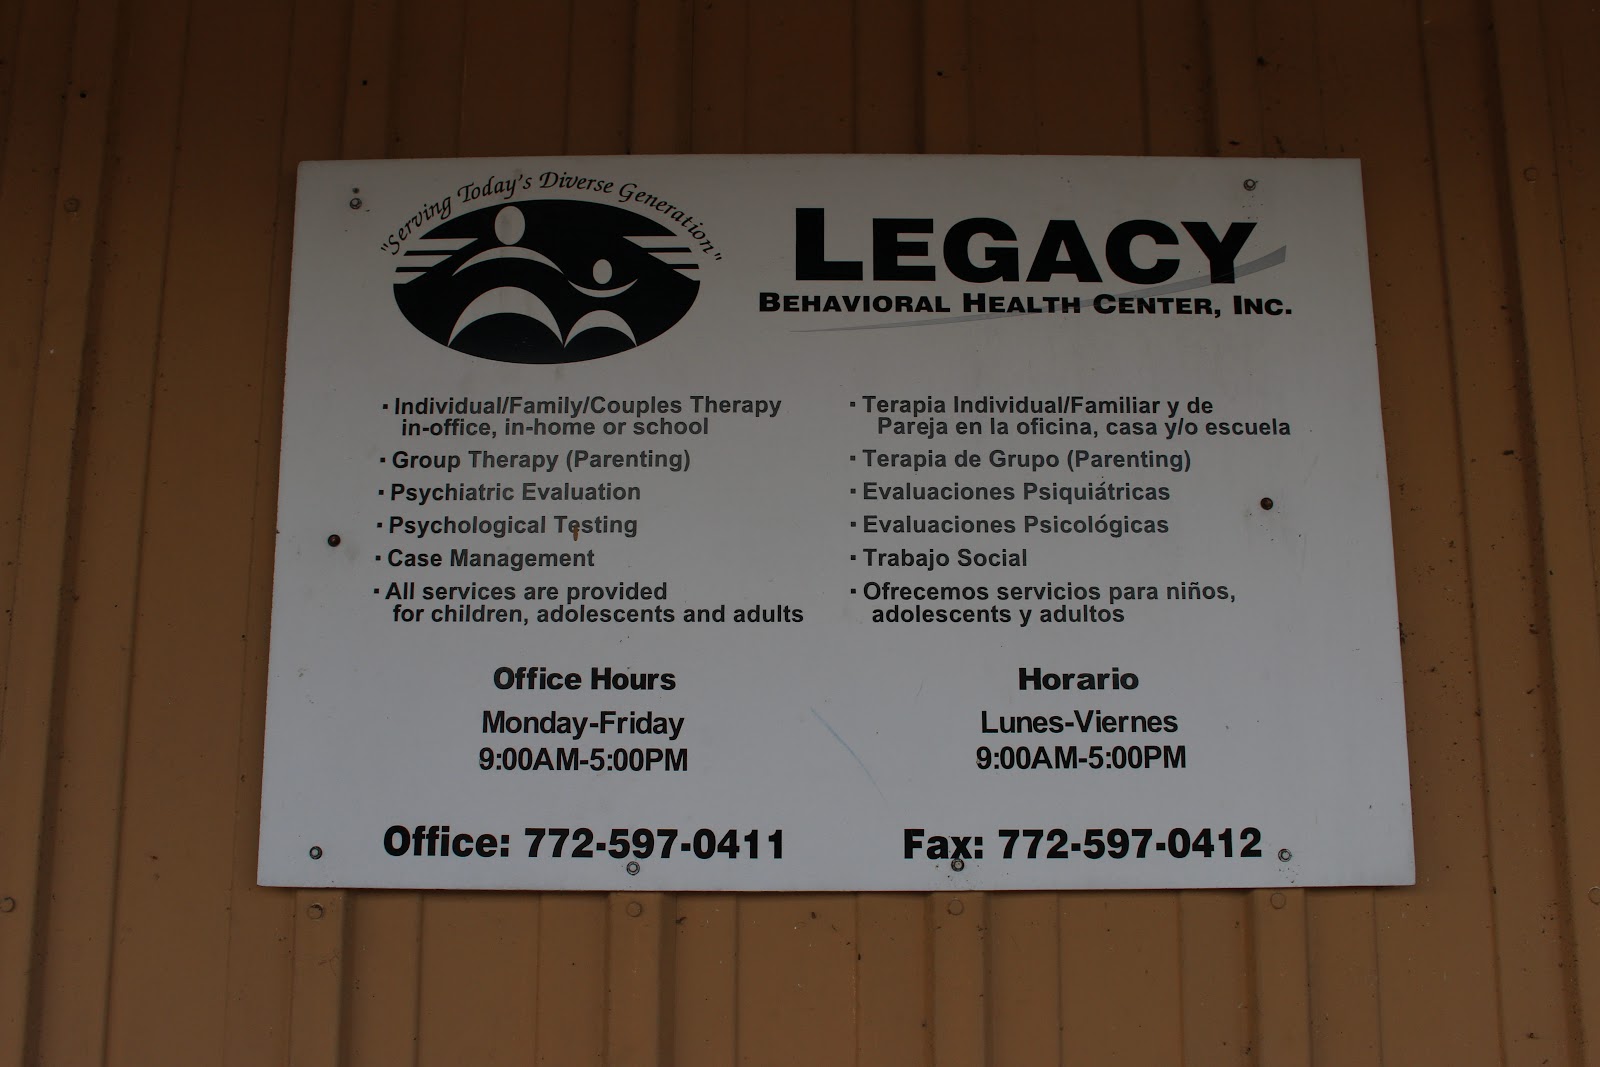 "Serving Today's Diverse Generation"
LEGACY
BEHAVIORAL HEALTH CENTER, INC.
· Individual/Family/Couples Therapy
in-office, in-home or school
· Group Therapy (Parenting)
· Psychiatric Evaluation
· Psychological Testing
· Case Management
· All services are provided
for children, adolescents and adults
· Terapia Individual/Familiar y de
Pareja en la oficina, casa y/o escuela
· Terapia de Grupo (Parenting)
· Evaluaciones Psiquiátricas
· Evaluaciones Psicológicas
· Trabajo Social
· Ofrecemos servicios para niños,
adolescents y adultos
Office Hours
Monday-Friday
9:00AM-5:00PM
Horario
Lunes-Viernes
9:00AM-5:00PM
Office: 772-597-0411
Fax: 772-597-0412